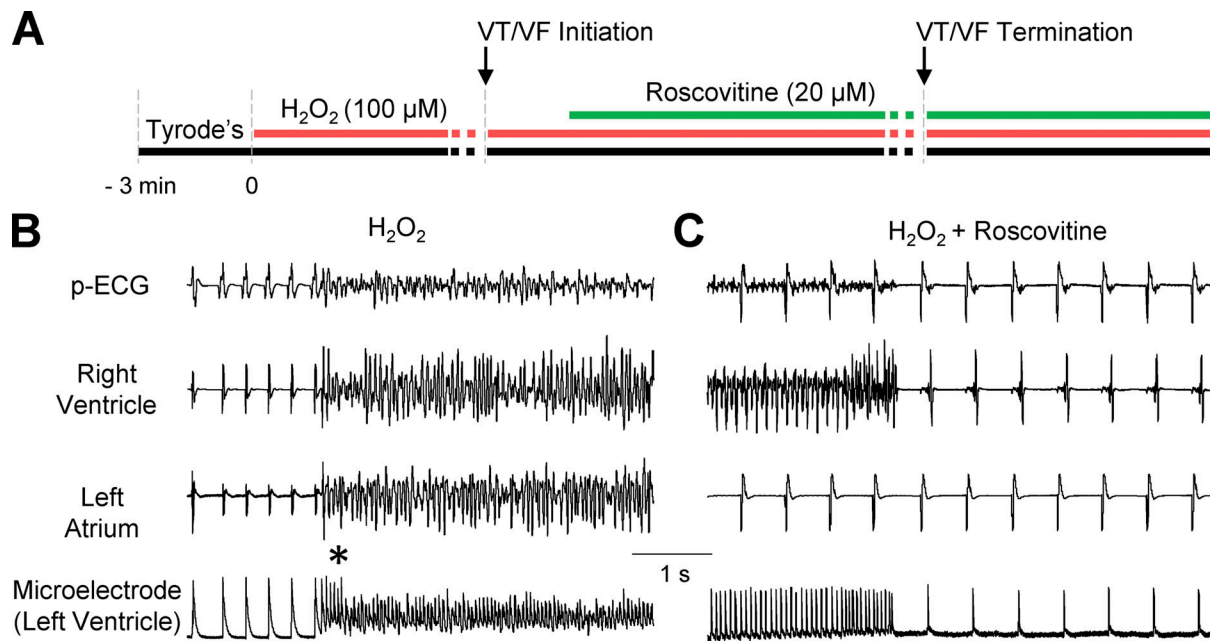 A
VT/VF Initiation
VT/VF Termination
H₂O₂ (100 µM)
Roscovitine (20 µM)
Tyrode's
- 3 min
0
B
H₂O₂
C
H₂O₂ + Roscovitine
p-ECG
Right
Ventricle
Left
Atrium
*
1 s
Microelectrode
(Left Ventricle)